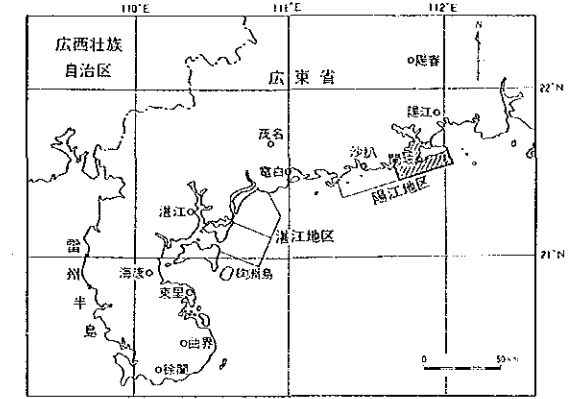 110°E
111°E
112°E
N
広西壮族
自治区
広東省
陽春
22°N
陽江
茂名
沙扒
閘坡
電白
陽江地区
湛江
湛江地区
21°N
雷州半島
海康
硇州島
東里
曲界
徐聞
0 50km